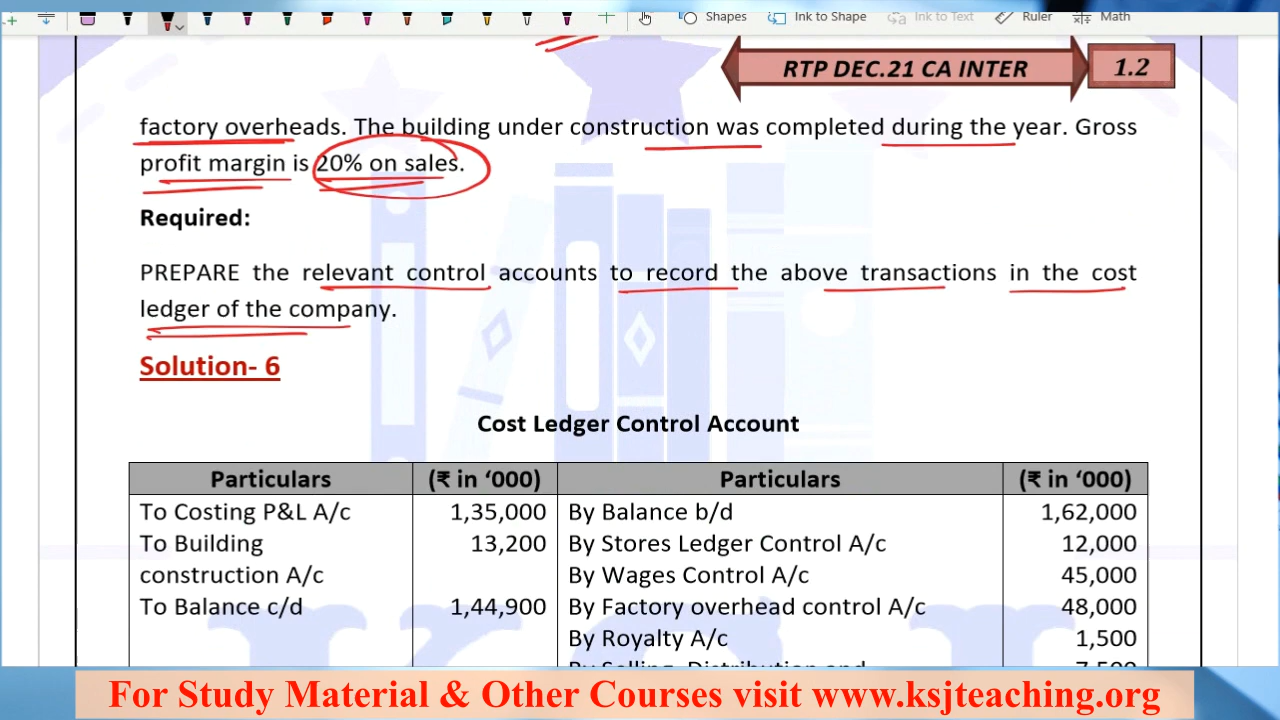 Shapes Ink to Shape Ink to Text Ruler Math
RTP DEC.21 CA INTER 1.2
factory overheads. The building under construction was completed during the year. Gross
profit margin is 20% on sales.
Required:
PREPARE the relevant control accounts to record the above transactions in the cost
ledger of the company.
Solution- 6
Cost Ledger Control Account
Particulars (₹ in ‘000) Particulars (₹ in ‘000)
To Costing P&L A/c 1,35,000 By Balance b/d 1,62,000
To Building 13,200 By Stores Ledger Control A/c 12,000
construction A/c By Wages Control A/c 45,000
To Balance c/d 1,44,900 By Factory overhead control A/c 48,000
By Royalty A/c 1,500
By Selling, Distribution and 7,500
For Study Material & Other Courses visit www.ksjteaching.org